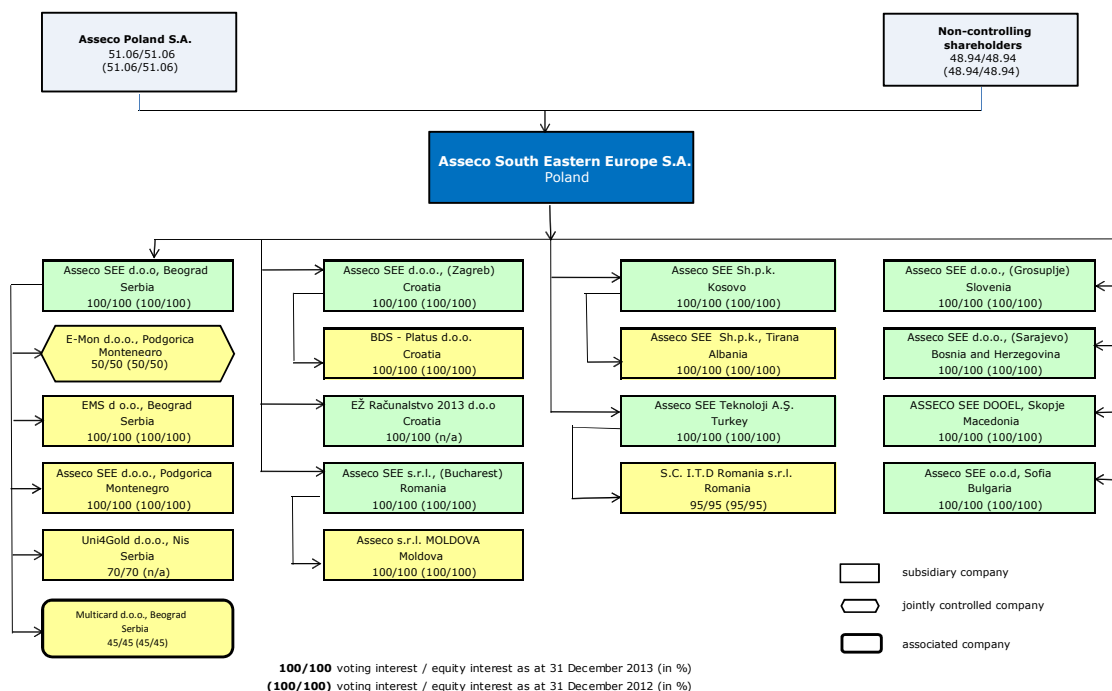 Asseco Poland S.A.
51.06/51.06
(51.06/51.06)
Non-controlling
shareholders
48.94/48.94
(48.94/48.94)
Asseco South Eastern Europe S.A.
Poland
Asseco SEE d.o.o, Beograd
Serbia
100/100 (100/100)
E-Mon d.o.o., Podgorica
Montenegro
50/50 (50/50)
EMS d o.o., Beograd
Serbia
100/100 (100/100)
Asseco SEE d.o.o., Podgorica
Montenegro
100/100 (100/100)
Uni4Gold d.o.o., Nis
Serbia
70/70 (n/a)
Multicard d.o.o., Beograd
Serbia
45/45 (45/45)
Asseco SEE d.o.o., (Zagreb)
Croatia
100/100 (100/100)
BDS - Platus d.o.o.
Croatia
100/100 (100/100)
EŽ Računalstvo 2013 d.o.o
Croatia
100/100 (n/a)
Asseco SEE s.r.l., (Bucharest)
Romania
100/100 (100/100)
Asseco s.r.l. MOLDOVA
Moldova
100/100 (100/100)
Asseco SEE Sh.p.k.
Kosovo
100/100 (100/100)
Asseco SEE Sh.p.k., Tirana
Albania
100/100 (100/100)
Asseco SEE Teknoloji A.Ş.
Turkey
100/100 (100/100)
S.C. I.T.D Romania s.r.l.
Romania
95/95 (95/95)
Asseco SEE d.o.o., (Grosuplje)
Slovenia
100/100 (100/100)
Asseco SEE d.o.o., (Sarajevo)
Bosnia and Herzegovina
100/100 (100/100)
ASSECO SEE DOOEL, Skopje
Macedonia
100/100 (100/100)
Asseco SEE o.o.d, Sofia
Bulgaria
100/100 (100/100)
subsidiary company
jointly controlled company
associated company
100/100 voting interest / equity interest as at 31 December 2013 (in %)
(100/100) voting interest / equity interest as at 31 December 2012 (in %)